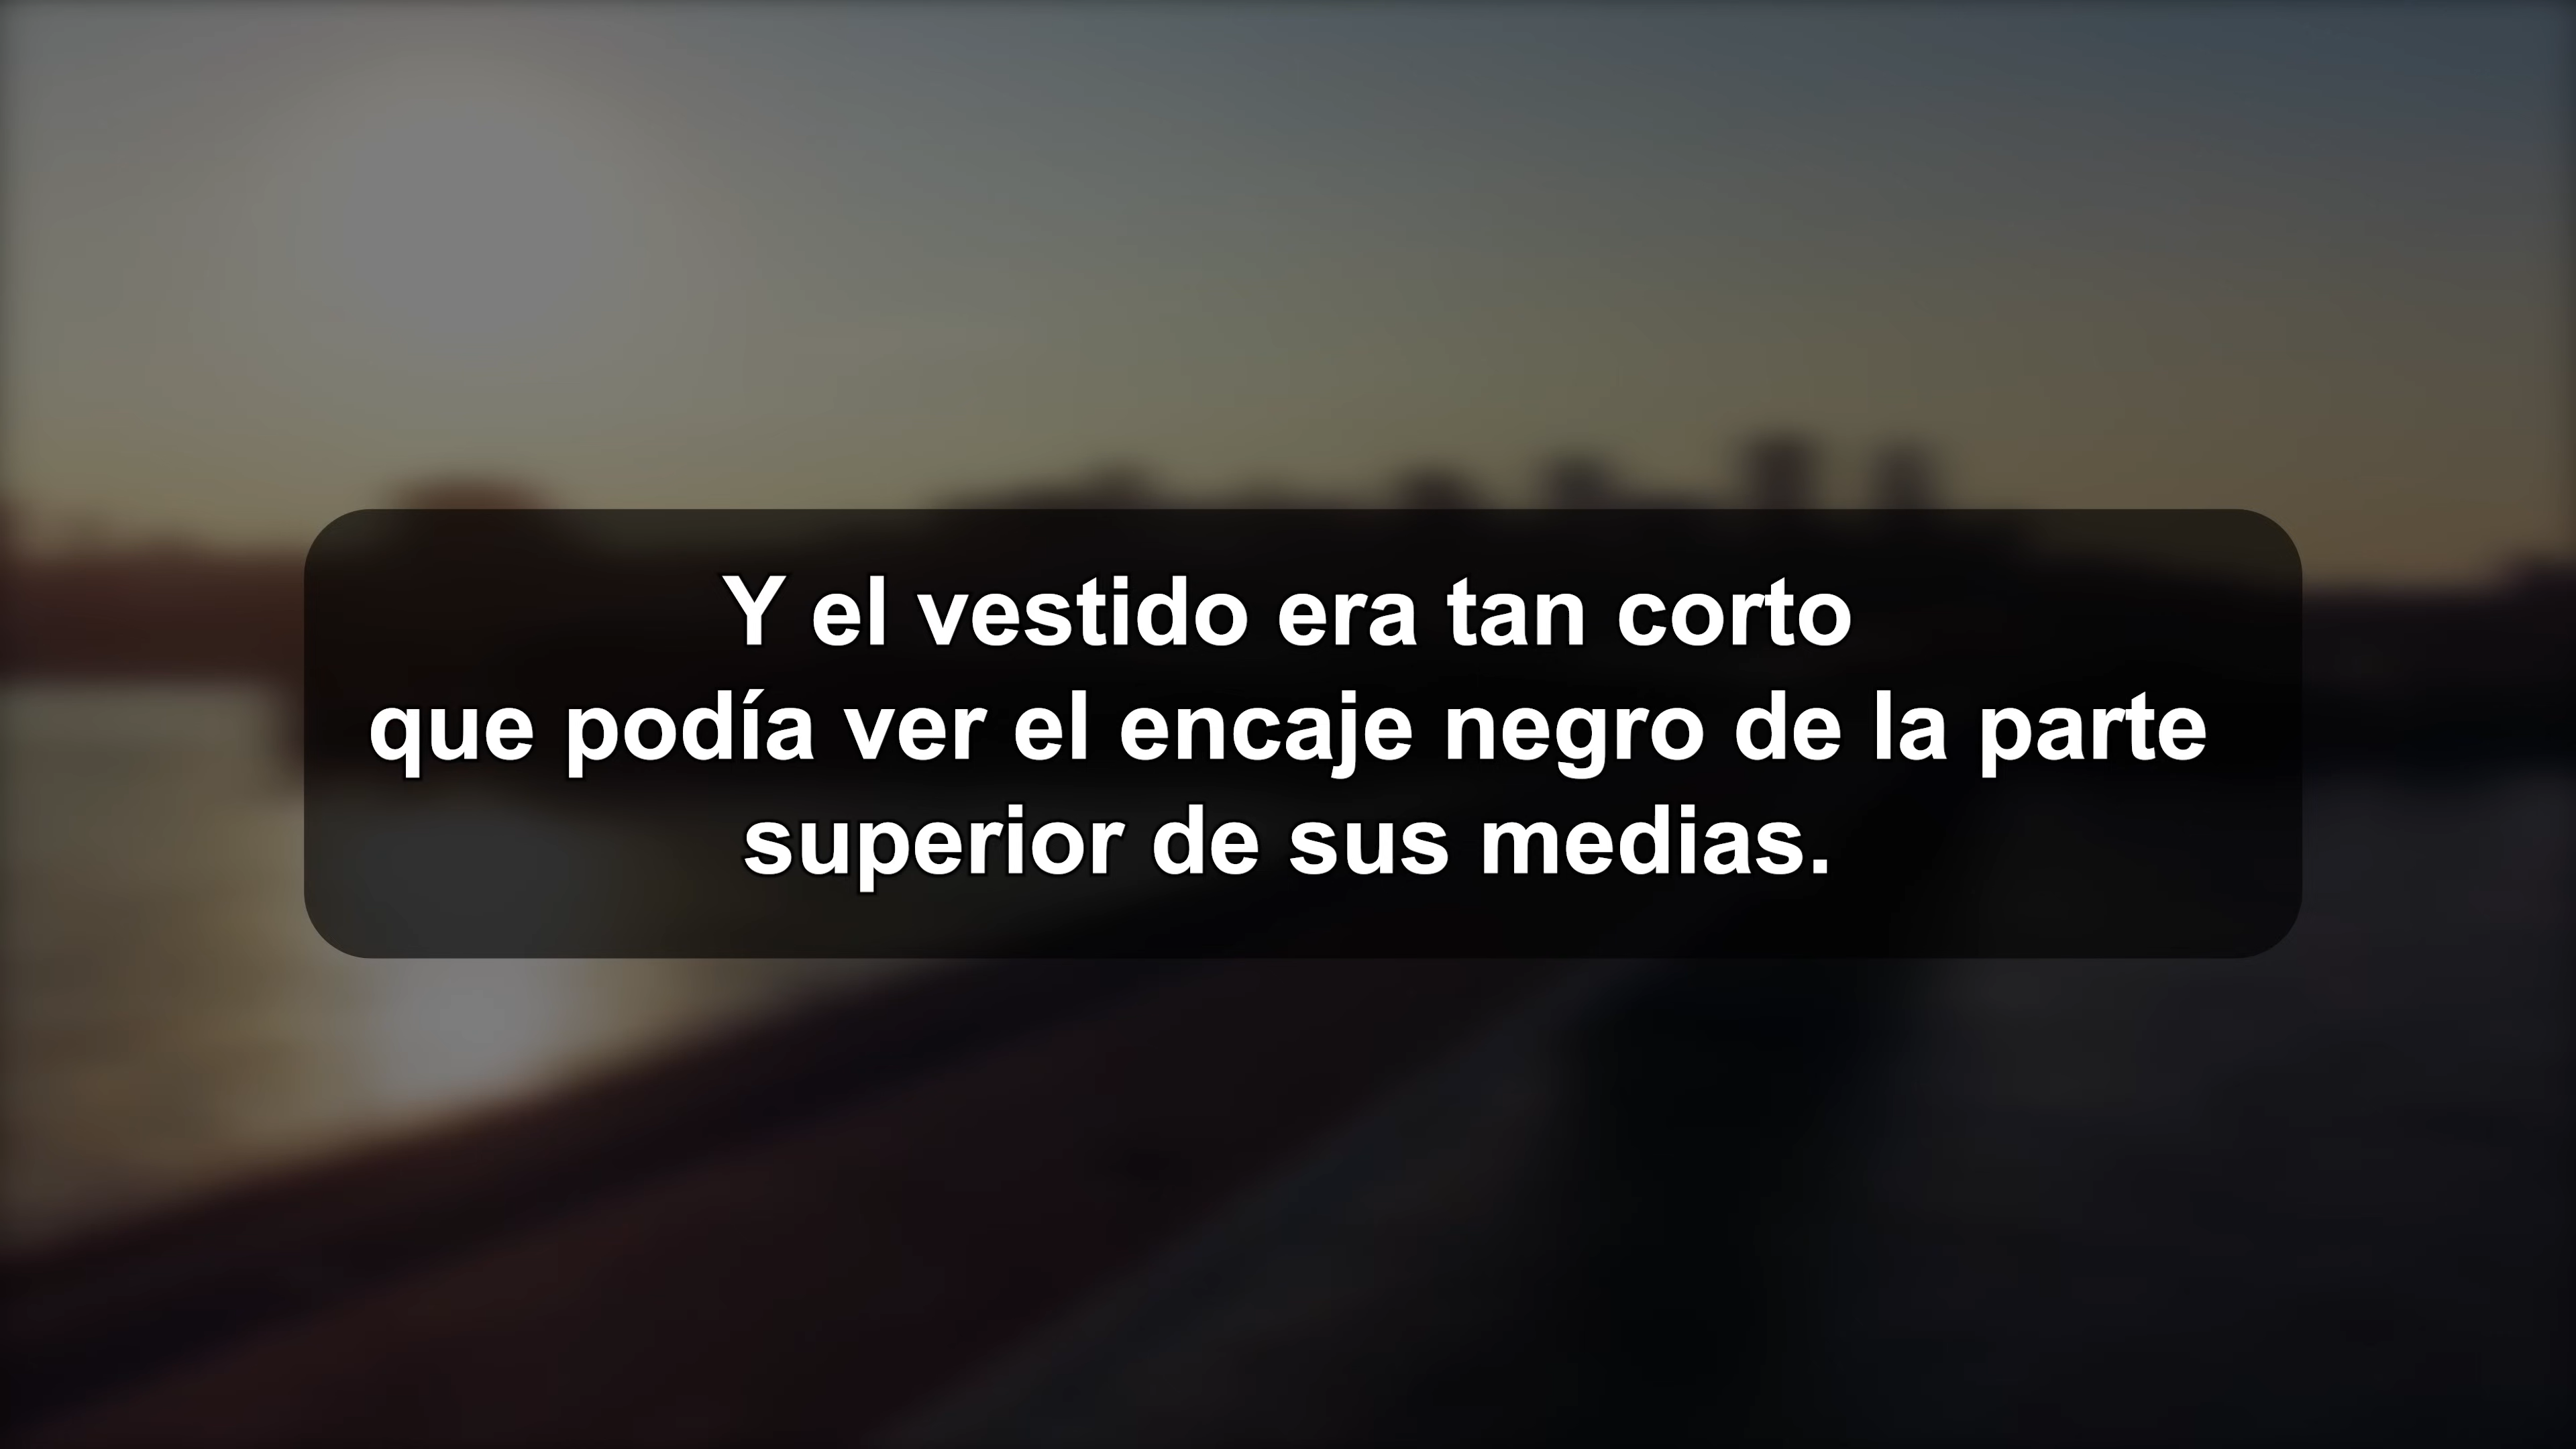 Y el vestido era tan corto
que podía ver el encaje negro de la parte
superior de sus medias.